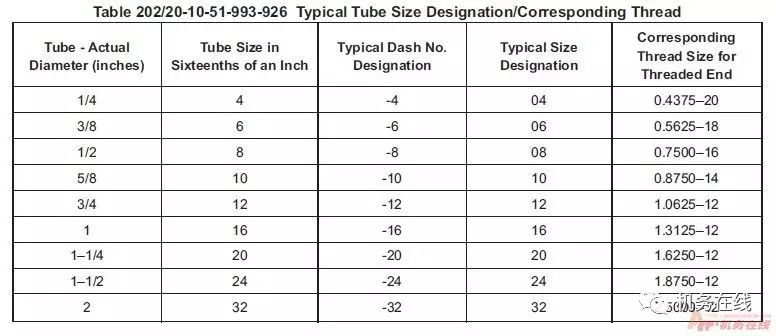 Table 202/20-10-51-993-926 Typical Tube Size Designation/Corresponding Thread
Tube - Actual Diameter (inches) Tube Size in Sixteenths of an Inch Typical Dash No. Designation Typical Size Designation Corresponding Thread Size for Threaded End
1/4 4 -4 04 0.4375–20
3/8 6 -6 06 0.5625–18
1/2 8 -8 08 0.7500–16
5/8 10 -10 10 0.8750–14
3/4 12 -12 12 1.0625–12
1 16 -16 16 1.3125–12
1–1/4 20 -20 20 1.6250–12
1–1/2 24 -24 24 1.8750–12
2 32 -32 32
机务在线
机务在线